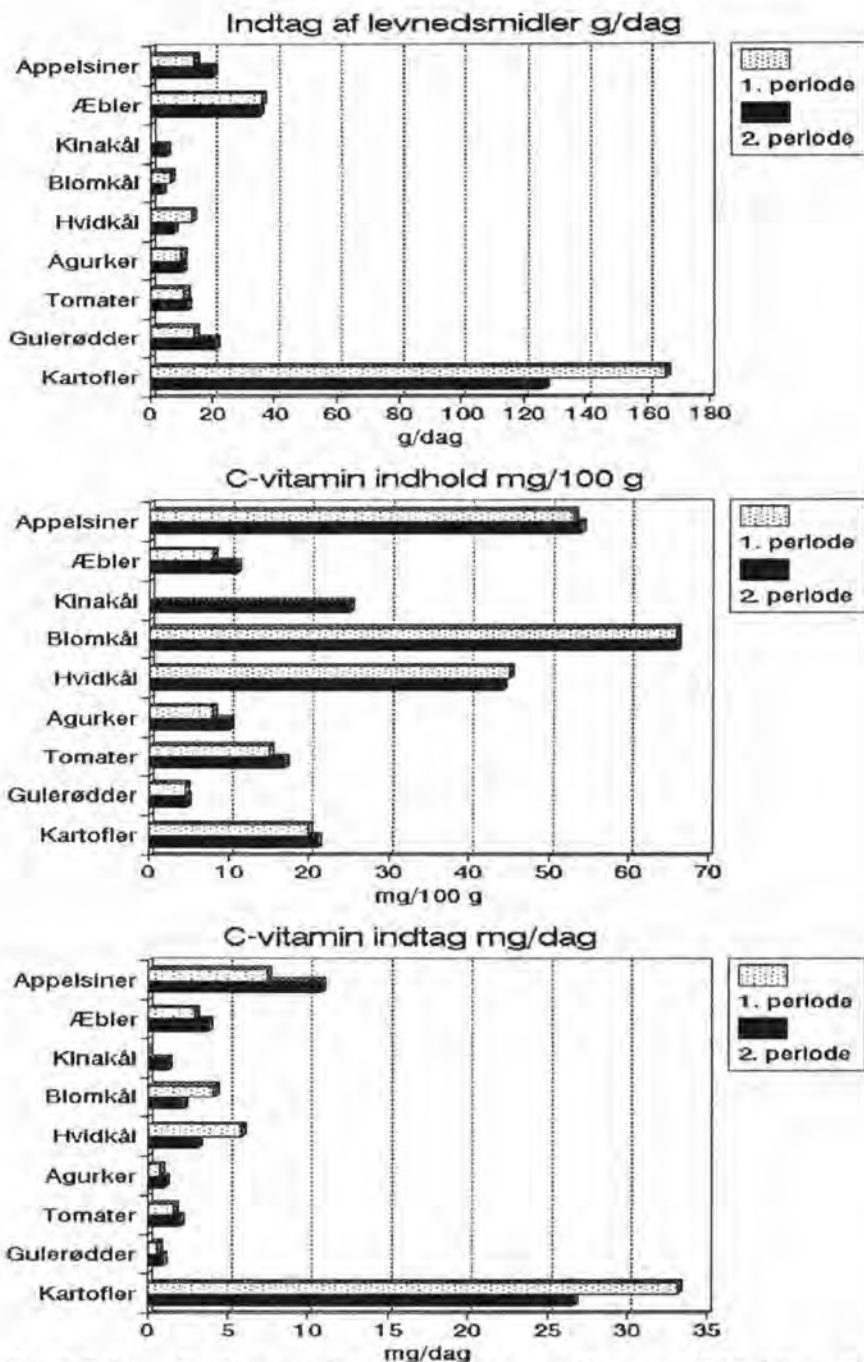 Indtag af levnedsmidler g/dag
Appelsiner
Æbler
Kinakål
Blomkål
Hvidkål
Agurker
Tomater
Gulerødder
Kartofler
0 20 40 60 80 100 120 140 160 180
g/dag
1. periode
2. periode
C-vitamin indhold mg/100 g
Appelsiner
Æbler
Kinakål
Blomkål
Hvidkål
Agurker
Tomater
Gulerødder
Kartofler
0 10 20 30 40 50 60 70
mg/100 g
1. periode
2. periode
C-vitamin indtag mg/dag
Appelsiner
Æbler
Kinakål
Blomkål
Hvidkål
Agurker
Tomater
Gulerødder
Kartofler
0 5 10 15 20 25 30 35
mg/dag
1. periode
2. periode